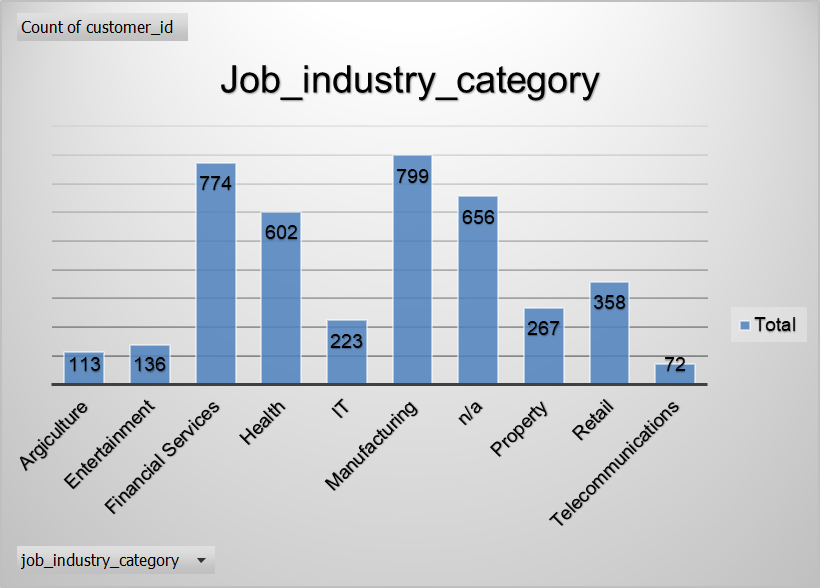 Count of customer_id
Job_industry_category
774
799
656
602
358
267
223
136
113
72
Total
Argiculture
Entertainment
Financial Services
Health
IT
Manufacturing
n/a
Property
Retail
Telecommunications
job_industry_category